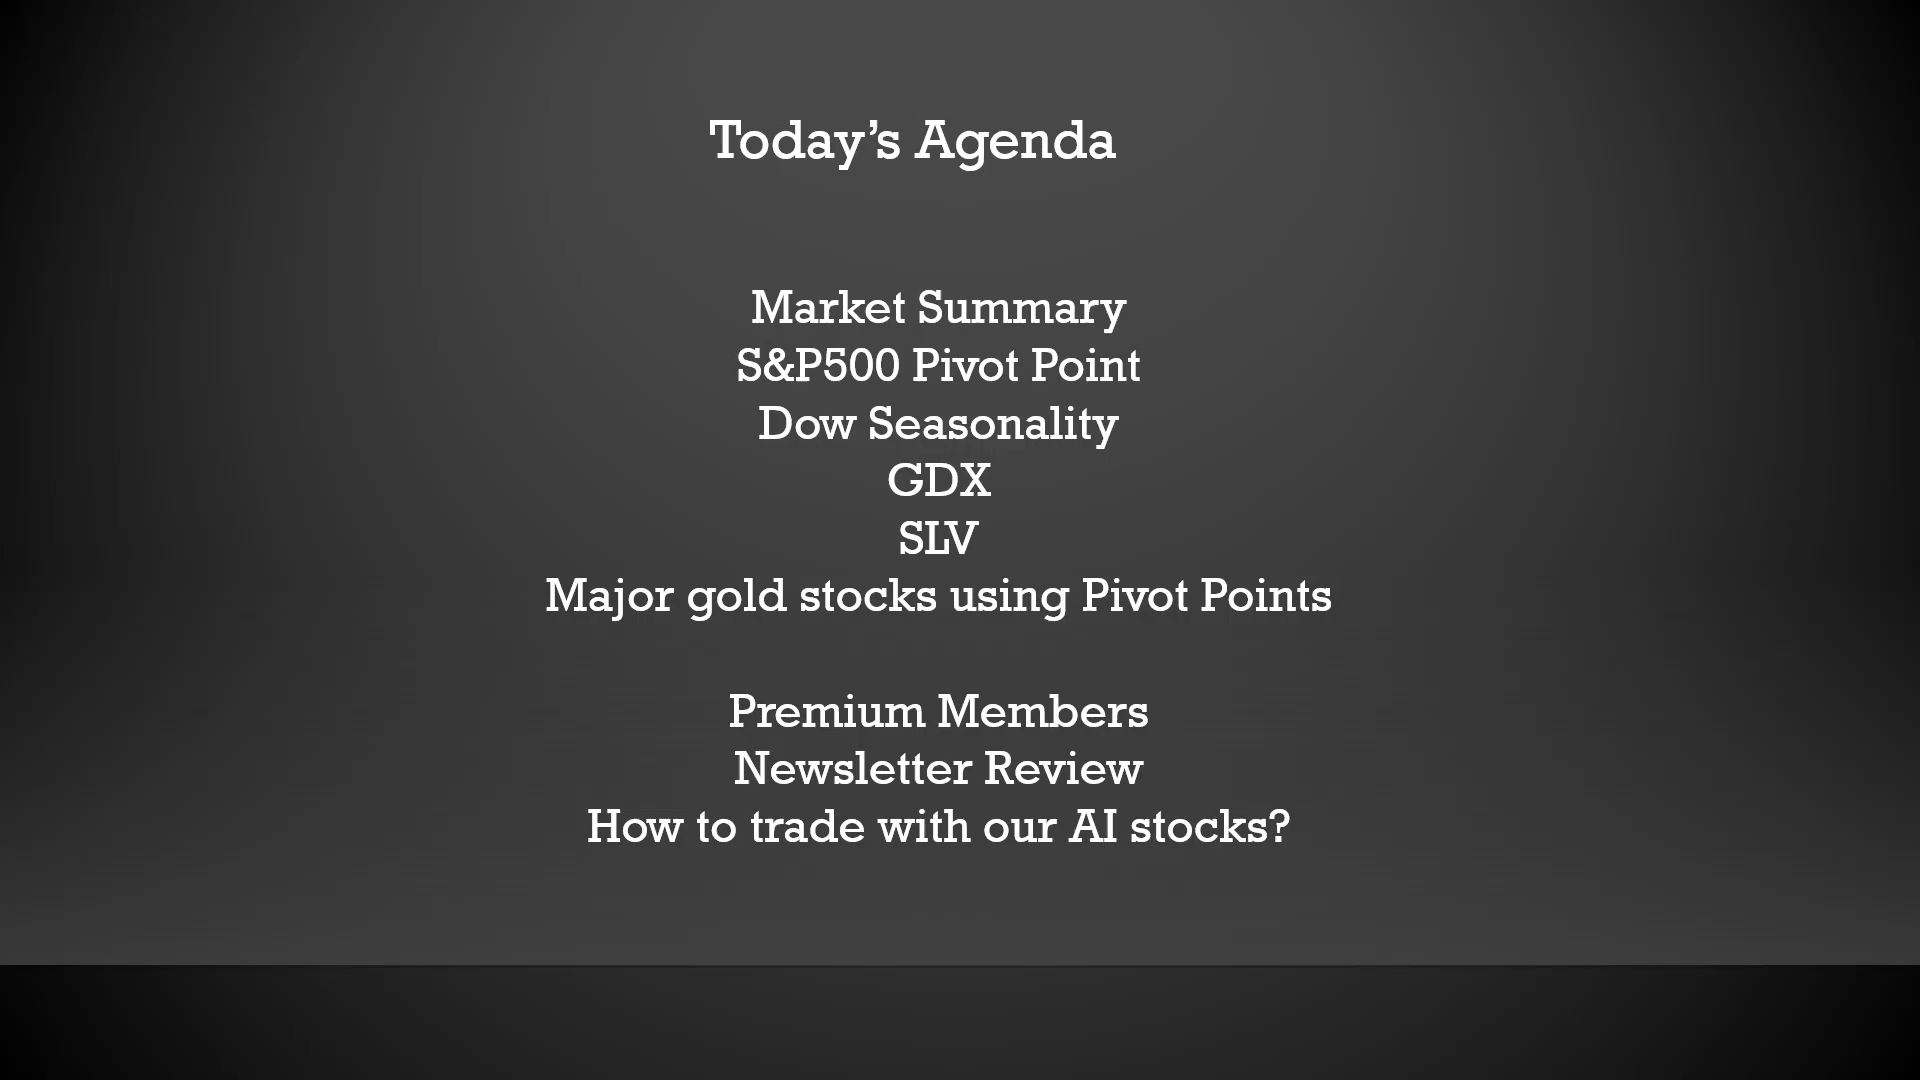 Today’s Agenda
Market Summary
S&P500 Pivot Point
Dow Seasonality
GDX
SLV
Major gold stocks using Pivot Points
Premium Members
Newsletter Review
How to trade with our AI stocks?